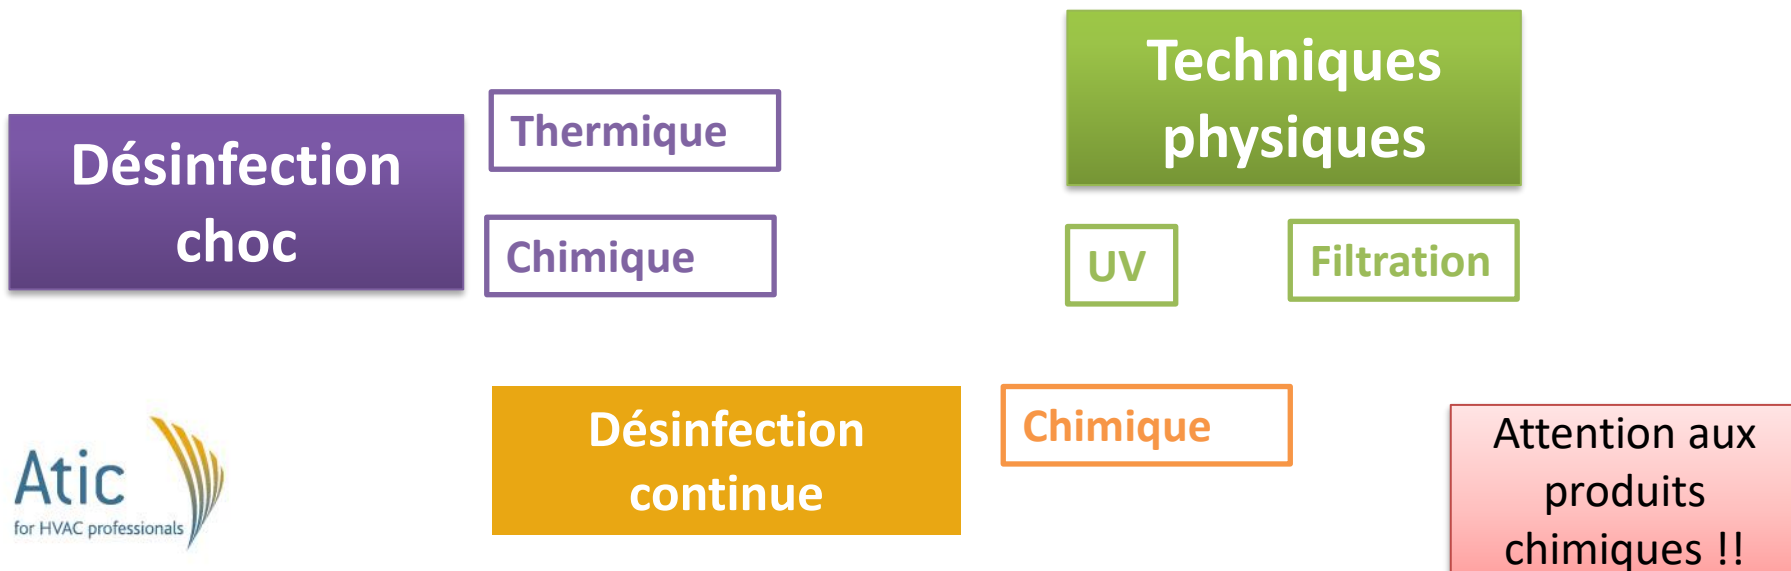 Désinfection
choc
Thermique
Chimique
Techniques
physiques
UV
Filtration
Désinfection
continue
Chimique
Attention aux
produits
chimiques !!
Atic
for HVAC professionals